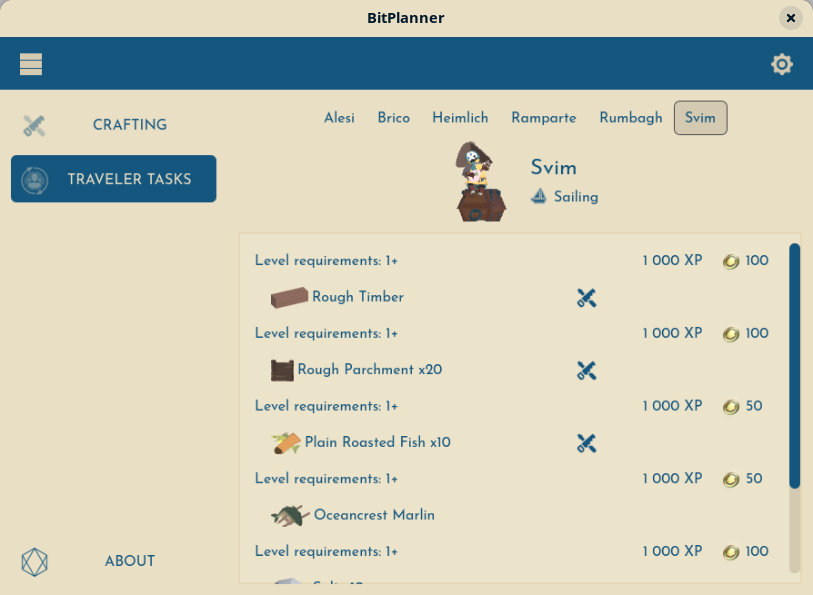 BitPlanner
CRAFTING
TRAVELER TASKS
Alesi Brico Heimlich Ramparte Rumbagh Svim
Svim
Sailing
Level requirements: 1+ 1 000 XP 100
Rough Timber
Level requirements: 1+ 1 000 XP 100
Rough Parchment x20
Level requirements: 1+ 1 000 XP 50
Plain Roasted Fish x10
Level requirements: 1+ 1 000 XP 50
Oceancrest Marlin
Level requirements: 1+ 1 000 XP 100
ABOUT